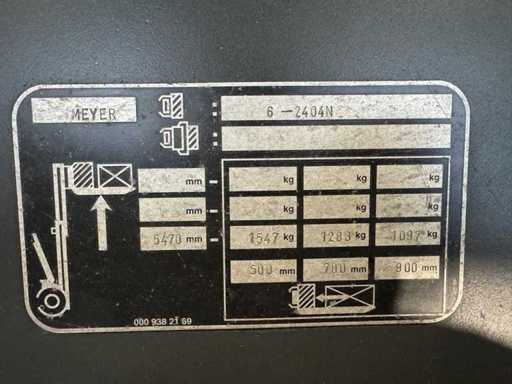 MEYER : 6-2404N
:
mm - kg kg kg
mm - kg kg kg
5470 mm - 1547 kg 1283 kg 1097 kg
500 mm 700 mm 900 mm
000 938 21 69